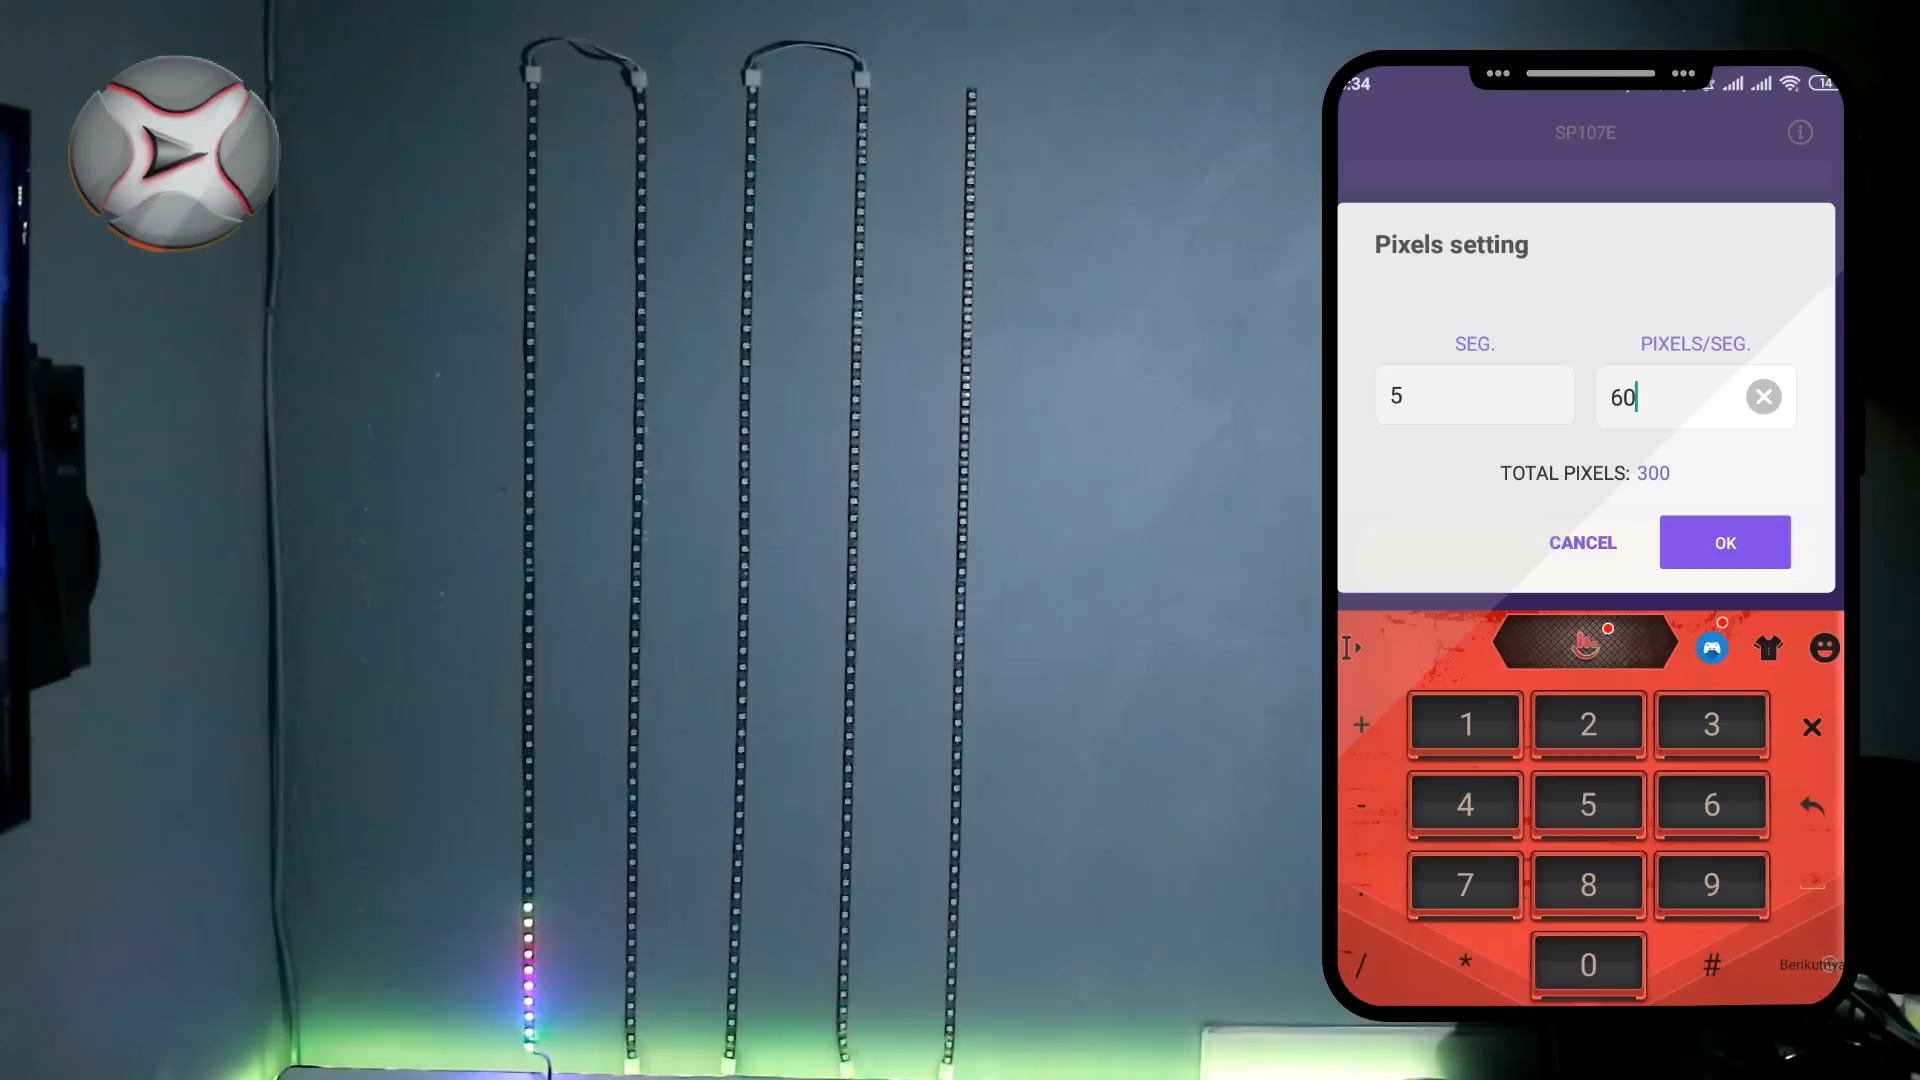 :34
14
SP107E
Pixels setting
SEG.
PIXELS/SEG.
5
60
TOTAL PIXELS: 300
CANCEL
OK
+
1
2
3
-
4
5
6
.
7
8
9
/
*
0
#
Berikutnya